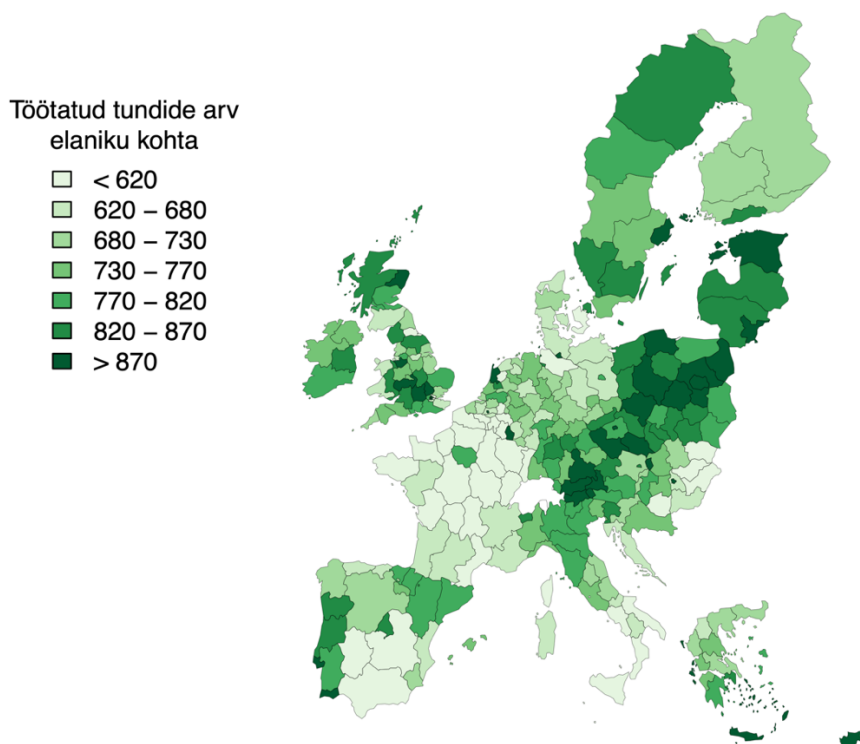 Töötatud tundide arv
elaniku kohta
< 620
620 – 680
680 – 730
730 – 770
770 – 820
820 – 870
> 870